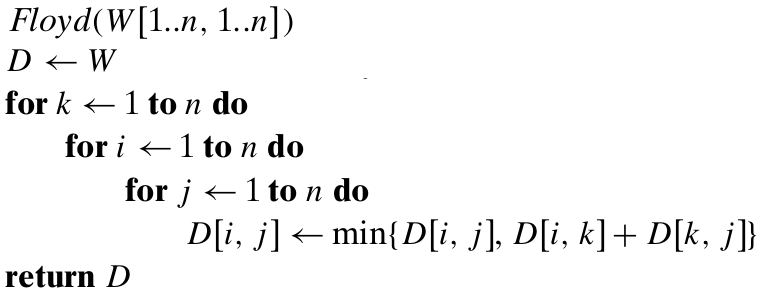 Floyd(W[1..n, 1..n])
D ← W
for k ← 1 to n do
for i ← 1 to n do
for j ← 1 to n do
D[i, j] ← min{D[i, j], D[i, k] + D[k, j]}
return D